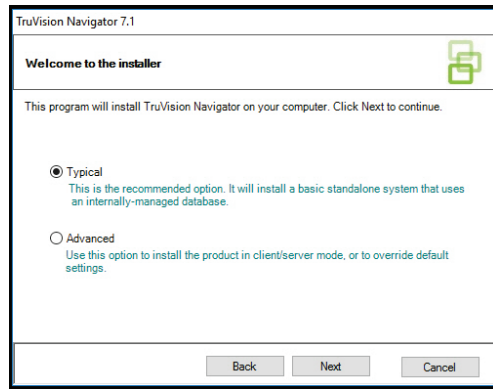 TruVision Navigator 7.1
Welcome to the installer
This program will install TruVision Navigator on your computer. Click Next to continue.
Typical
This is the recommended option. It will install a basic standalone system that uses
an internally-managed database.
Advanced
Use this option to install the product in client/server mode, or to override default
settings.
Back Next Cancel